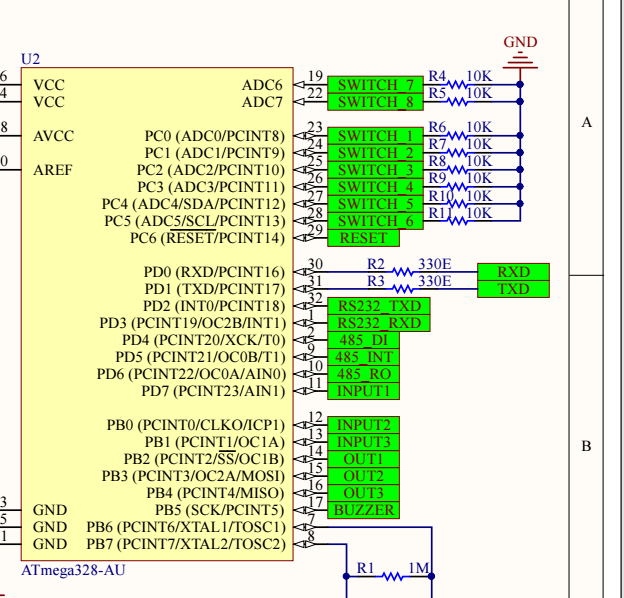 GND
U2
6 VCC ADC6 19 SWITCH_7 R4 10K
4 VCC ADC7 22 SWITCH_8 R5 10K
A
8 AVCC PC0 (ADC0/PCINT8) 23 SWITCH_1 R6 10K
PC1 (ADC1/PCINT9) 24 SWITCH_2 R7 10K
0 AREF PC2 (ADC2/PCINT10) 25 SWITCH_3 R8 10K
PC3 (ADC3/PCINT11) 26 SWITCH_4 R9 10K
PC4 (ADC4/SDA/PCINT12) 27 SWITCH_5 R10 10K
PC5 (ADC5/SCL/PCINT13) 28 SWITCH_6 R11 10K
PC6 (RESET/PCINT14) 29 RESET
PD0 (RXD/PCINT16) 30 R2 330E RXD
PD1 (TXD/PCINT17) 31 R3 330E TXD
PD2 (INT0/PCINT18) 32 RS232_TXD
PD3 (PCINT19/OC2B/INT1) 1 RS232_RXD
PD4 (PCINT20/XCK/T0) 2 485_DI
PD5 (PCINT21/OC0B/T1) 9 485_INT
PD6 (PCINT22/OC0A/AIN0) 10 485_RO
PD7 (PCINT23/AIN1) 11 INPUT1
PB0 (PCINT0/CLKO/ICP1) 12 INPUT2
PB1 (PCINT1/OC1A) 13 INPUT3
B
PB2 (PCINT2/SS/OC1B) 14 OUT1
PB3 (PCINT3/OC2A/MOSI) 15 OUT2
PB4 (PCINT4/MISO) 16 OUT3
3 GND PB5 (SCK/PCINT5) 17 BUZZER
5 GND PB6 (PCINT6/XTAL1/TOSC1) 7
1 GND PB7 (PCINT7/XTAL2/TOSC2) 8
ATmega328-AU
R1 1M